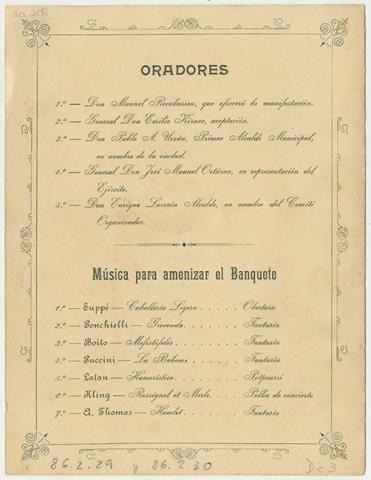 ORADORES
1.º — Don Manuel Recabarren, que ofrecerá la manifestación.
2.º — General Don Emilio Körner, aceptación.
3.º — Don Pablo A. Urzúa, Primer Alcalde Municipal,
en nombre de la ciudad.
4.º — General Don José Manuel Ortúzar, en representación del
Ejército.
5.º — Don Enrique Larraín Alcalde, en nombre del Comité
Organizador.
Música para amenizar el Banquete
1.º — Suppé — Caballería Ligera . . . . . . Obertura
2.º — Ponchielli — Gioconda . . . . . . Fantasía
3.º — Boito — Mefistófeles . . . . . . Fantasía
4.º — Puccini — La Boheme . . . . . Fantasía
5.º — Latan — Humorística . . . . . . Potpourri
6.º — Kling — Rossignol et Merle . . . Polka de concierto
7.º — A. Thomas — Hamlet . . . . . . Fantasía
86.2.29 y 86.2.30